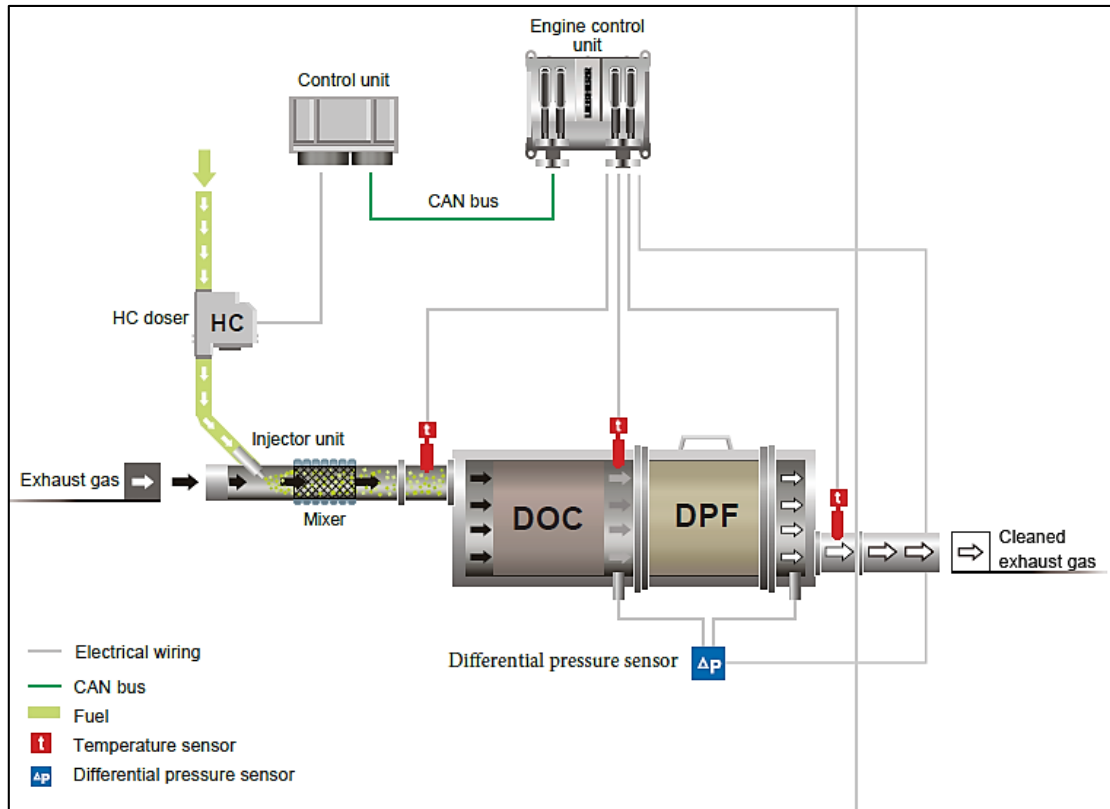 Engine control
unit
Control unit
CAN bus
HC doser
HC
Injector unit
Exhaust gas
Mixer
t
t
t
DOC
DPF
Cleaned
exhaust gas
Differential pressure sensor
Δp
Electrical wiring
CAN bus
Fuel
t Temperature sensor
Δp Differential pressure sensor